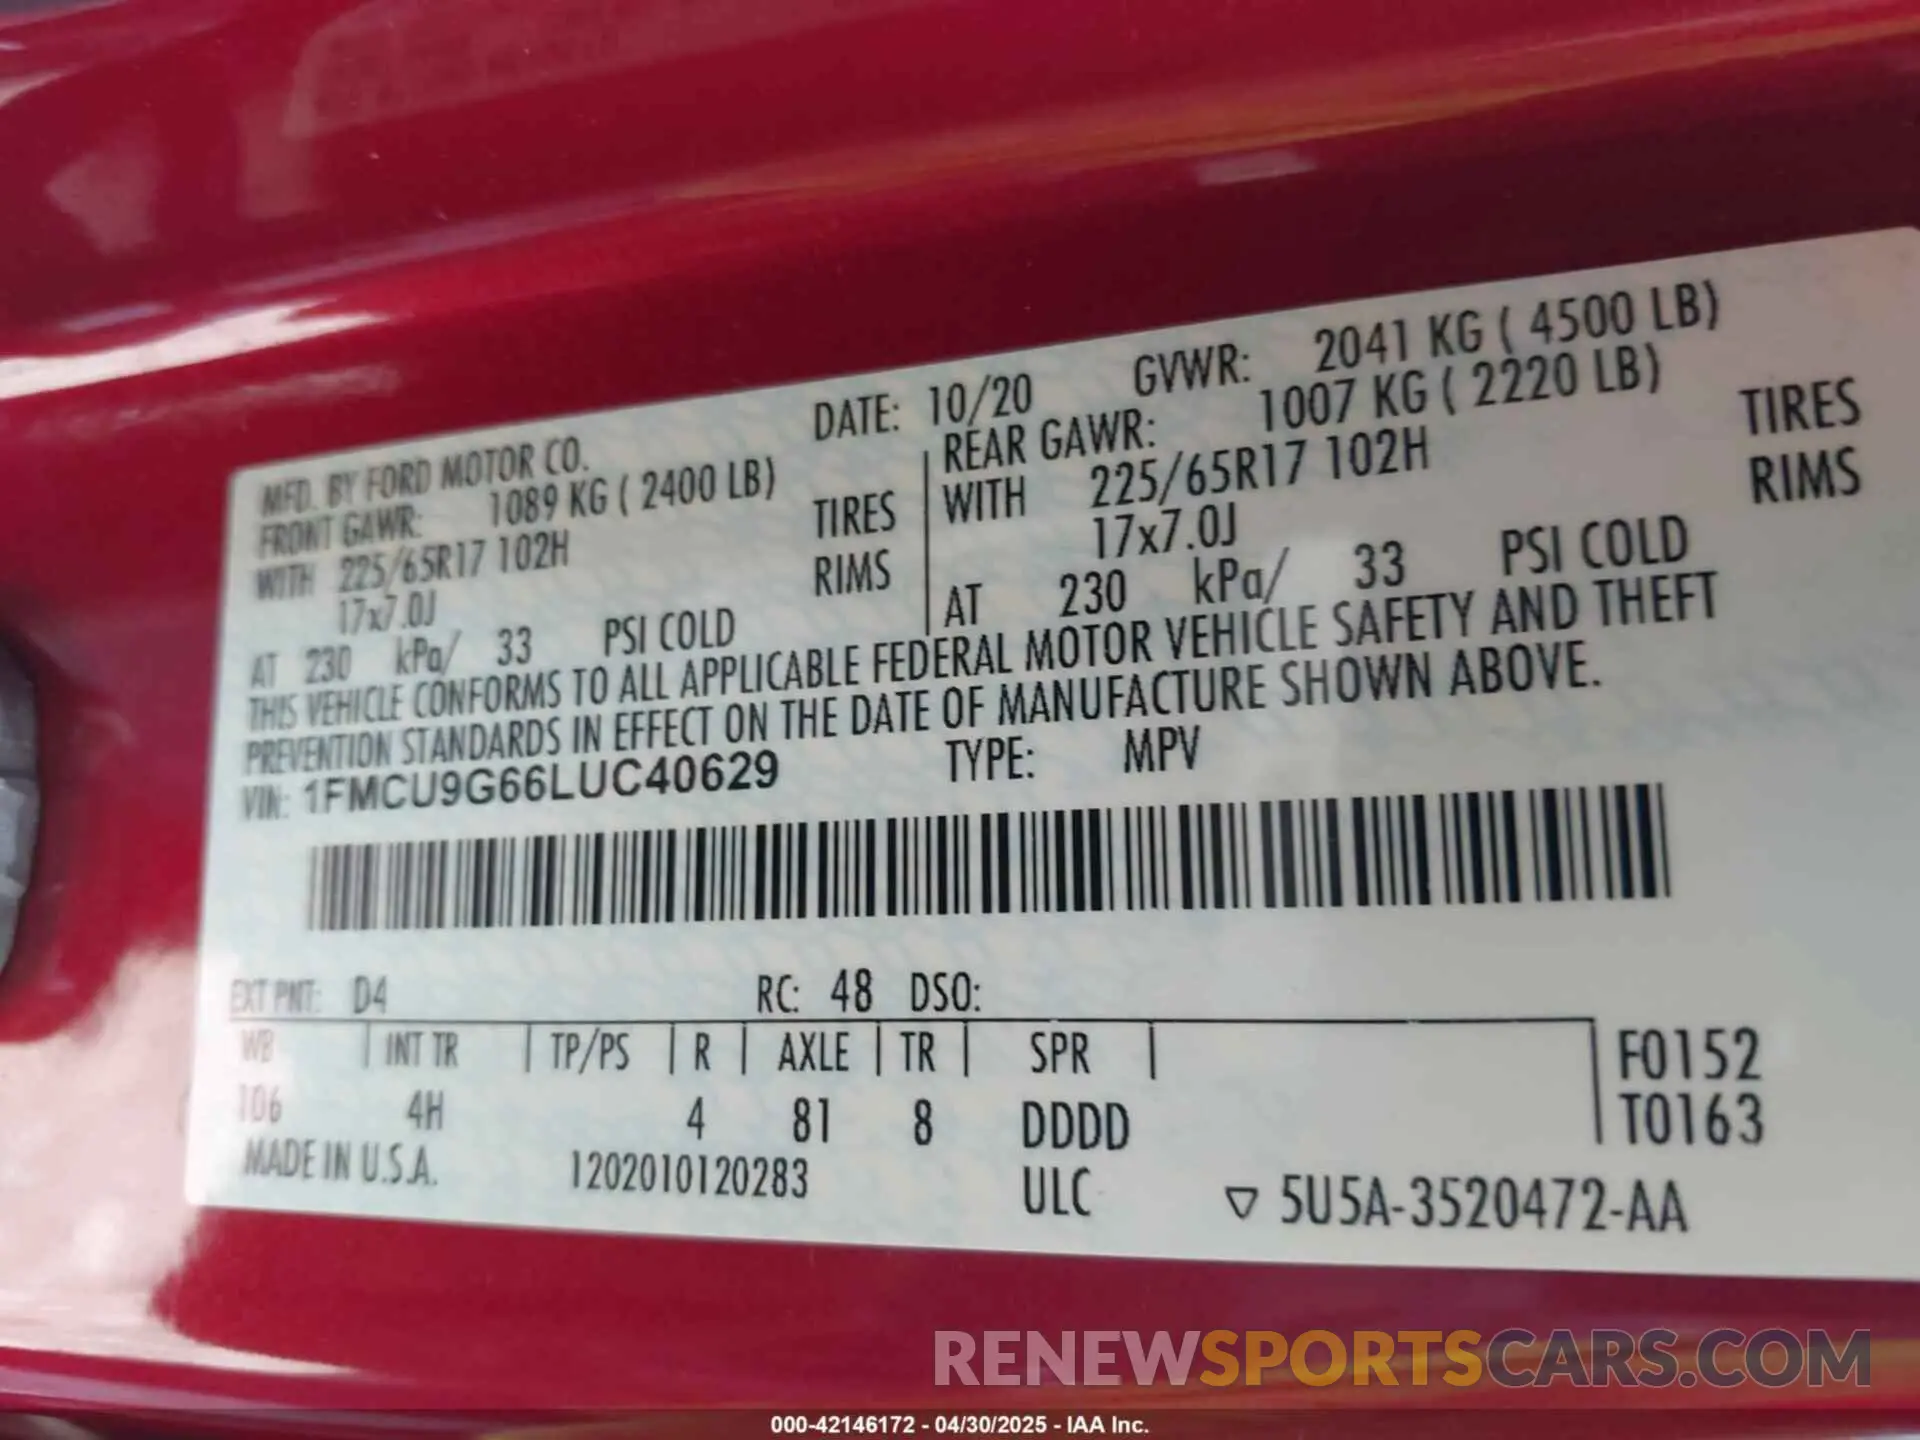 MFD. BY FORD MOTOR CO.
DATE: 10/20
GVWR: 2041 KG ( 4500 LB)
FRONT GAWR: 1089 KG ( 2400 LB)
REAR GAWR: 1007 KG ( 2220 LB)
WITH 225/65R17 102H TIRES
WITH 225/65R17 102H TIRES
17x7.0J RIMS
17x7.0J RIMS
AT 230 kPa/ 33 PSI COLD
AT 230 kPa/ 33 PSI COLD
THIS VEHICLE CONFORMS TO ALL APPLICABLE FEDERAL MOTOR VEHICLE SAFETY AND THEFT
PREVENTION STANDARDS IN EFFECT ON THE DATE OF MANUFACTURE SHOWN ABOVE.
VIN: 1FMCU9G66LUC40629 TYPE: MPV
EXT PNT: D4 RC: 48 DSO:
WB INT TR TP/PS R AXLE TR SPR F0152
106 4H 4 81 8 DDDD T0163
MADE IN U.S.A. 1202010120283 ULC ▽ 5U5A-3520472-AA
RENEWSPORTSCARS.COM
000-42146172 - 04/30/2025 - IAA Inc.